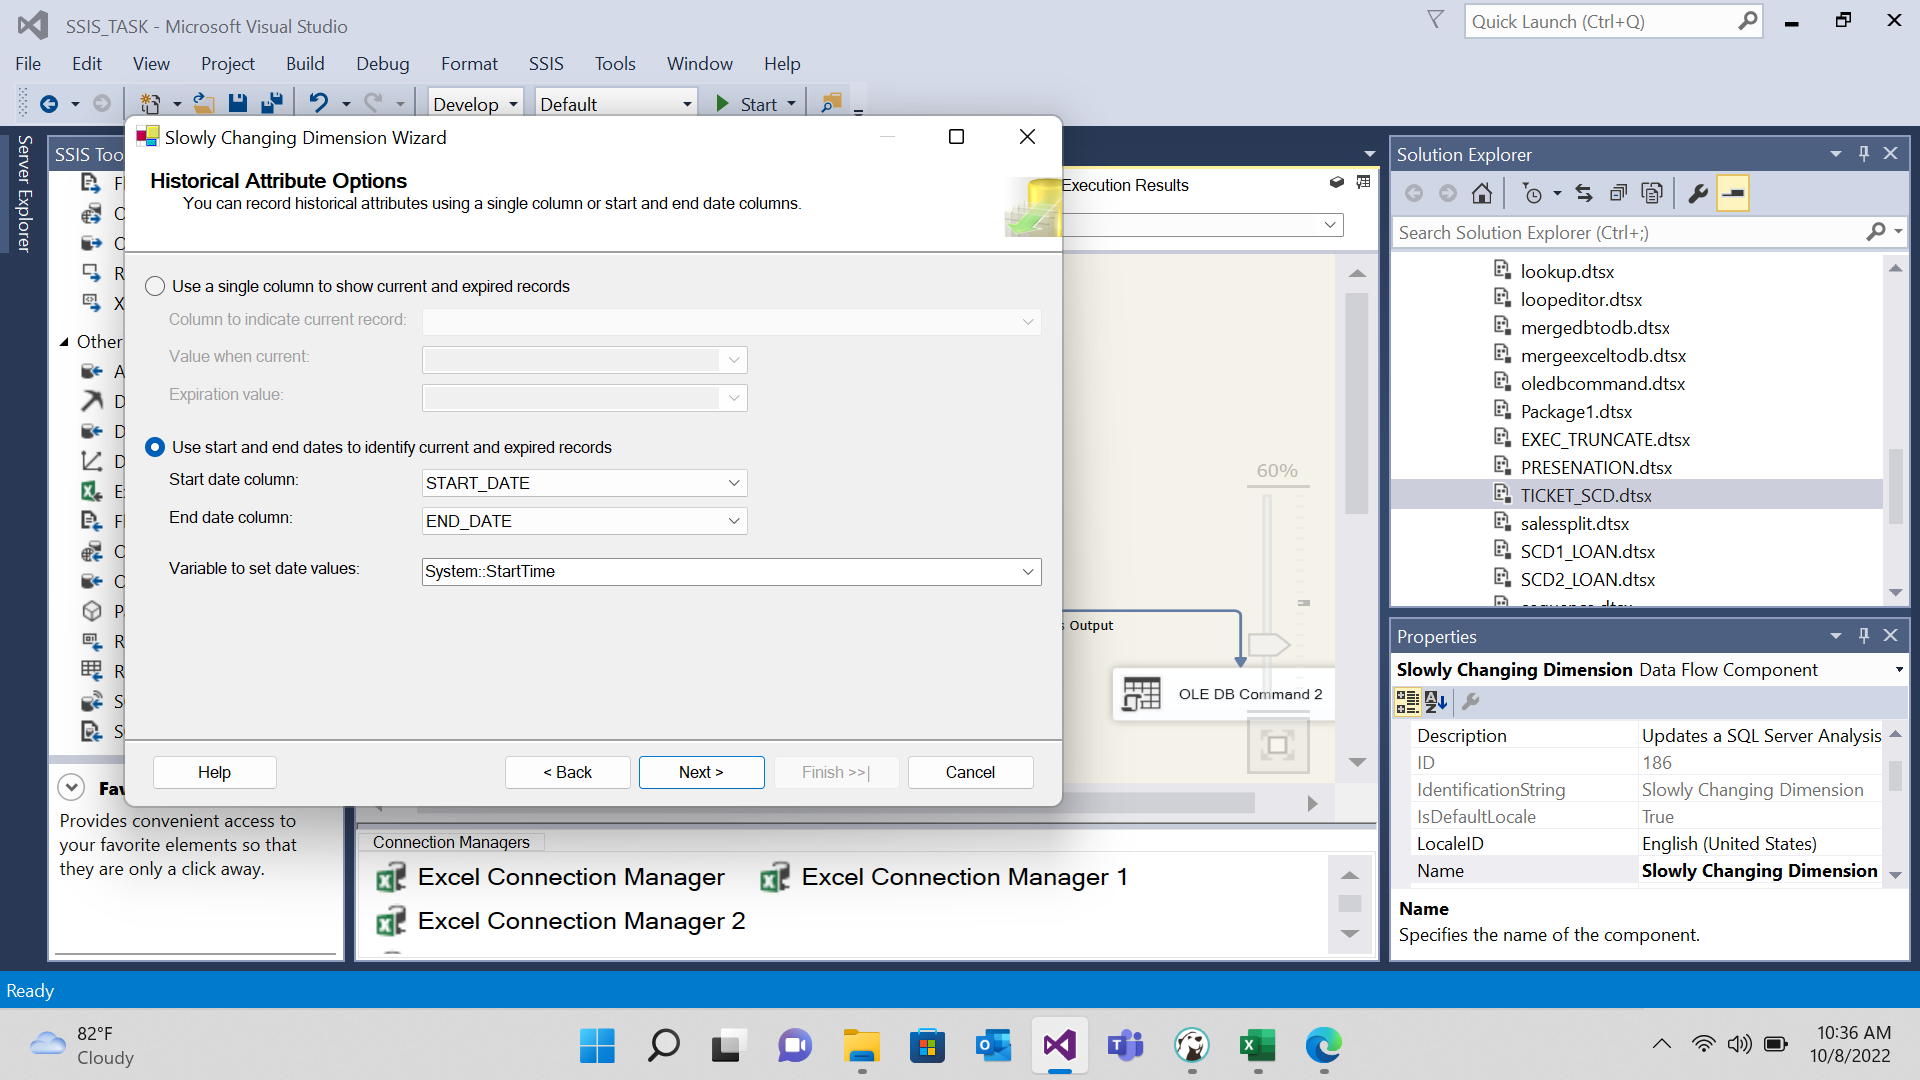 SSIS_TASK - Microsoft Visual Studio
Quick Launch (Ctrl+Q)
File Edit View Project Build Debug Format SSIS Tools Window Help
Develop Default Start
Server Explorer
SSIS Too
Other
Slowly Changing Dimension Wizard
Historical Attribute Options
You can record historical attributes using a single column or start and end date columns.
Use a single column to show current and expired records
Column to indicate current record:
Value when current:
Expiration value:
Use start and end dates to identify current and expired records
Start date column: START_DATE
End date column: END_DATE
Variable to set date values: System::StartTime
Help < Back Next > Finish >>| Cancel
Execution Results
60%
Output
OLE DB Command 2
Provides convenient access to
your favorite elements so that
they are only a click away.
Connection Managers
Excel Connection Manager Excel Connection Manager 1
Excel Connection Manager 2
Solution Explorer
Search Solution Explorer (Ctrl+;)
lookup.dtsx
loopeditor.dtsx
mergedbtodb.dtsx
mergeexceltodb.dtsx
oledbcommand.dtsx
Package1.dtsx
EXEC_TRUNCATE.dtsx
PRESENATION.dtsx
TICKET_SCD.dtsx
salessplit.dtsx
SCD1_LOAN.dtsx
SCD2_LOAN.dtsx
Properties
Slowly Changing Dimension Data Flow Component
Description Updates a SQL Server Analysis
ID 186
IdentificationString Slowly Changing Dimension
IsDefaultLocale True
LocaleID English (United States)
Name Slowly Changing Dimension
Name
Specifies the name of the component.
Ready
82°F
Cloudy
10:36 AM
10/8/2022